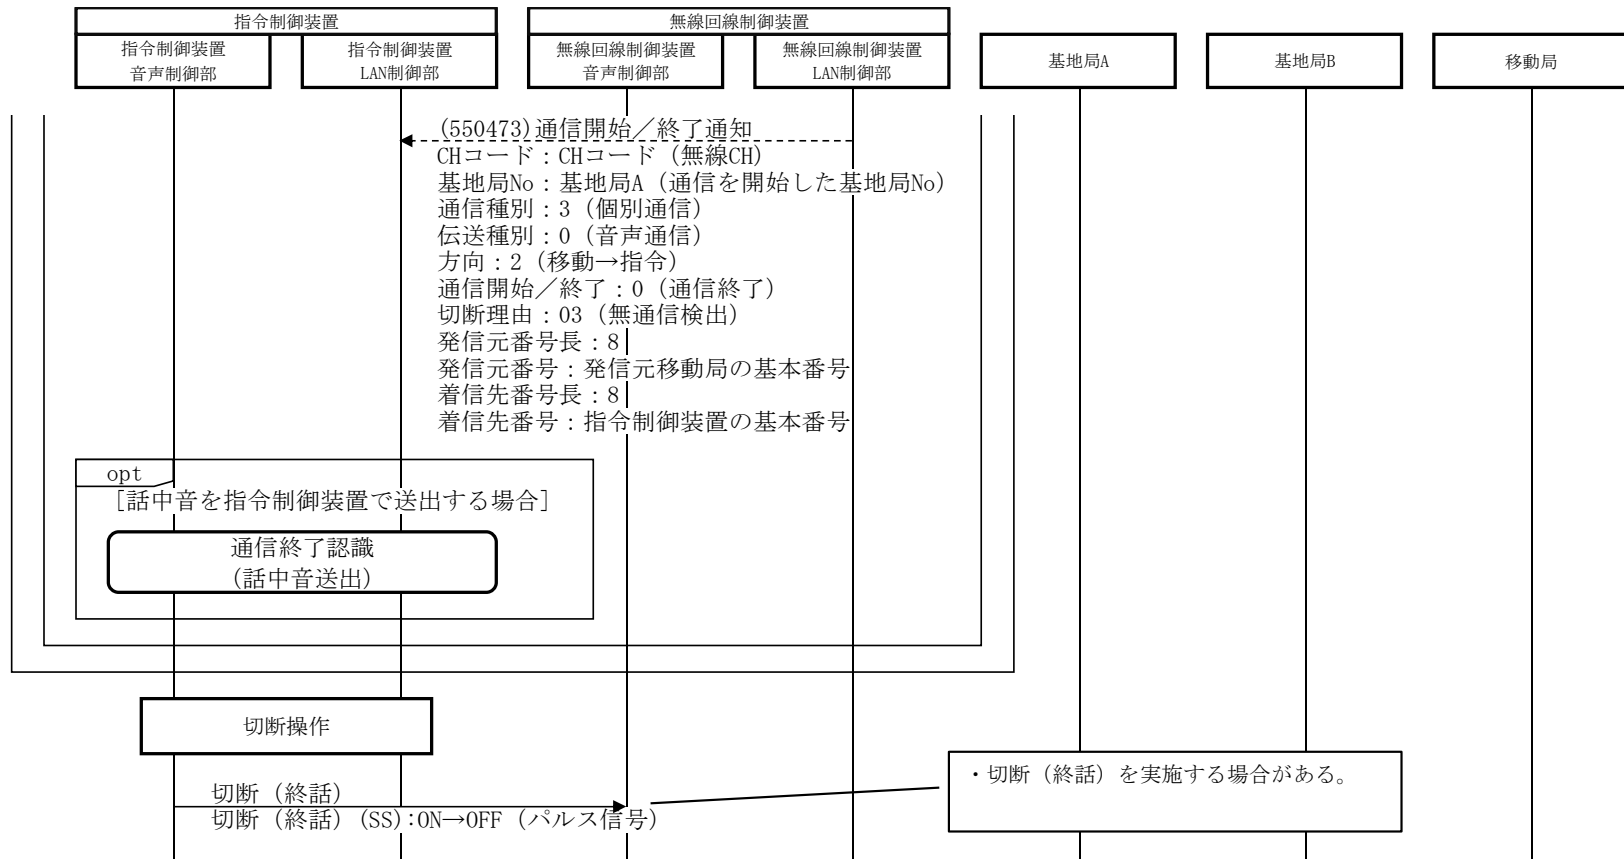 指令制御装置
無線回線制御装置
指令制御装置
音声制御部
指令制御装置
LAN制御部
無線回線制御装置
音声制御部
無線回線制御装置
LAN制御部
基地局A
基地局B
移動局
(550473)通信開始／終了通知
CHコード：CHコード（無線CH）
基地局No：基地局A（通信を開始した基地局No）
通信種別：3（個別通信）
伝送種別：0（音声通信）
方向：2（移動→指令）
通信開始／終了：0（通信終了）
切断理由：03（無通信検出）
発信元番号長：8
発信元番号：発信元移動局の基本番号
着信先番号長：8
着信先番号：指令制御装置の基本番号
opt
[話中音を指令制御装置で送出する場合]
通信終了認識
(話中音送出)
切断操作
・切断（終話）を実施する場合がある。
切断（終話）
切断（終話）(SS):ON→OFF（パルス信号）